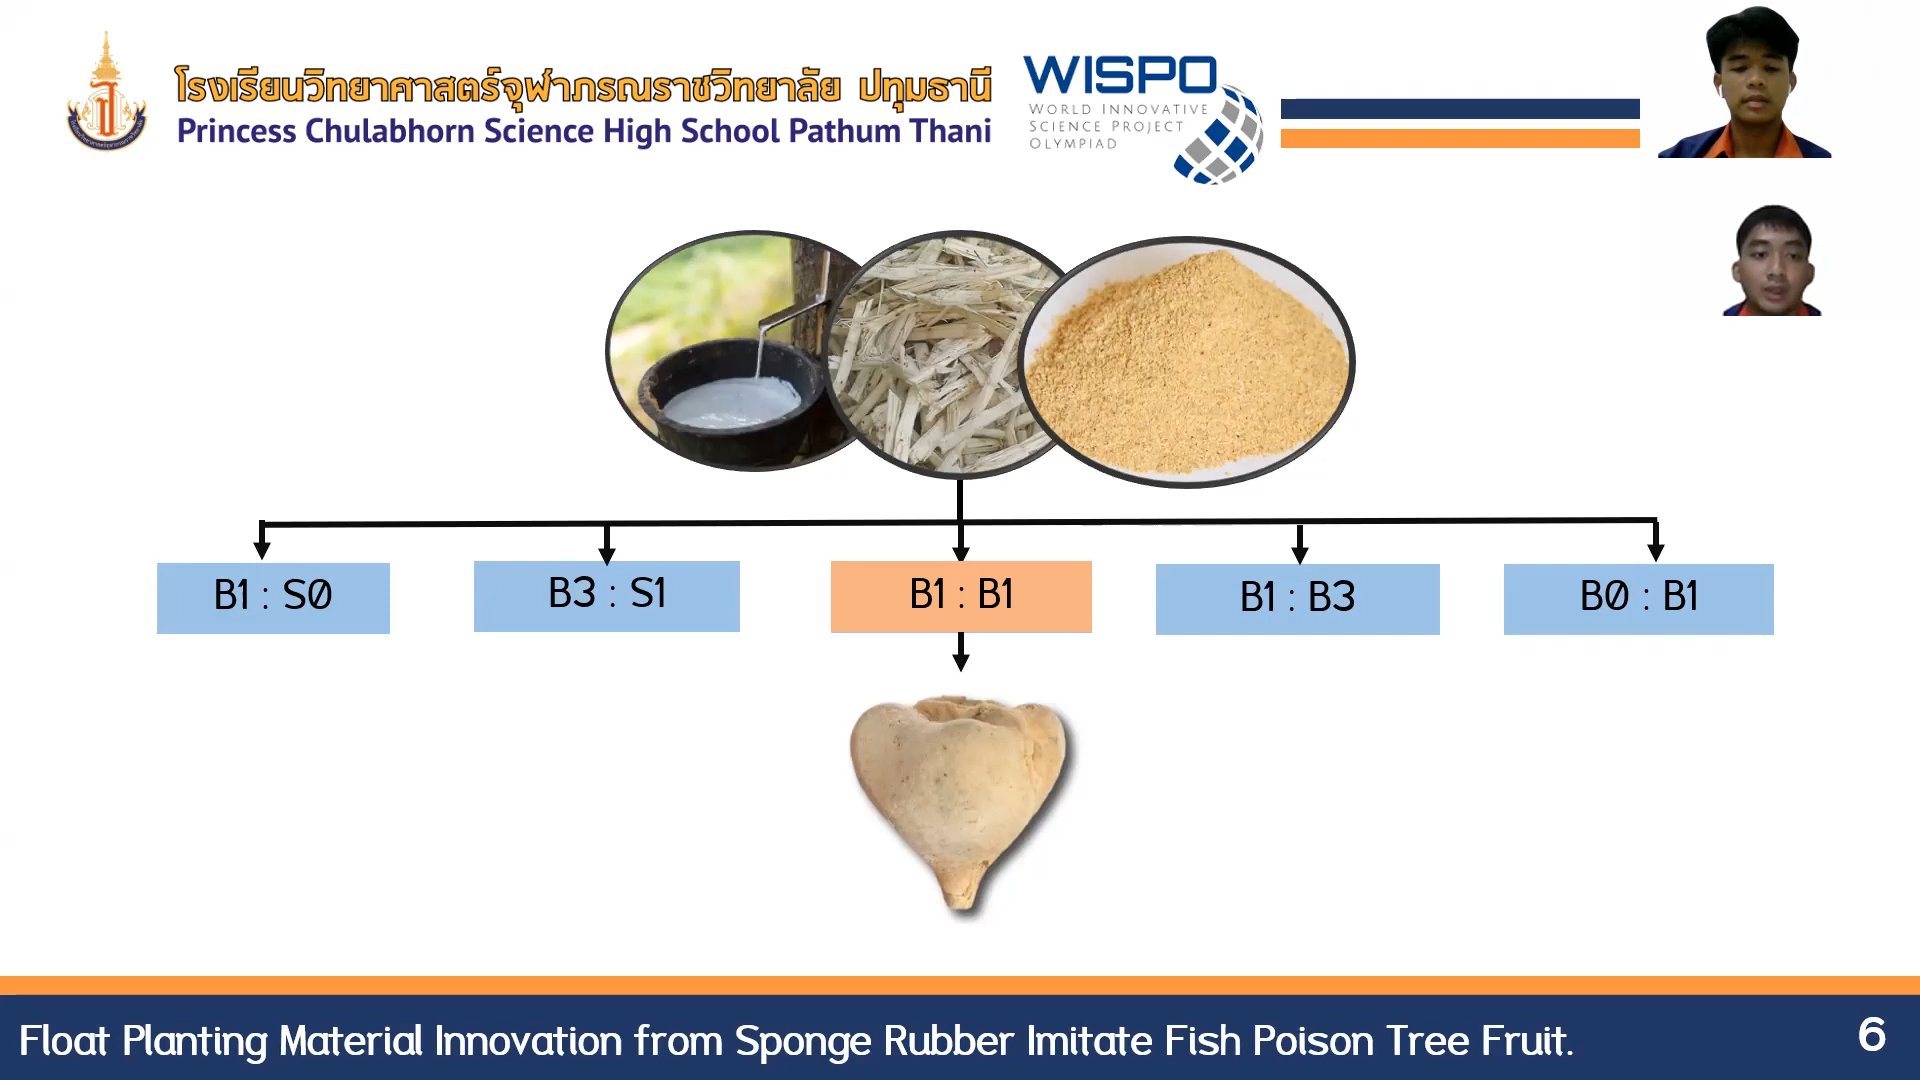 โรงเรียนวิทยาศาสตร์จุฬาภรณราชวิทยาลัย ปทุมธานี
Princess Chulabhorn Science High School Pathum Thani
WISPO
WORLD INNOVATIVE
SCIENCE PROJECT
OLYMPIAD
B1 : S0
B3 : S1
B1 : B1
B1 : B3
B0 : B1
Float Planting Material Innovation from Sponge Rubber Imitate Fish Poison Tree Fruit.
6